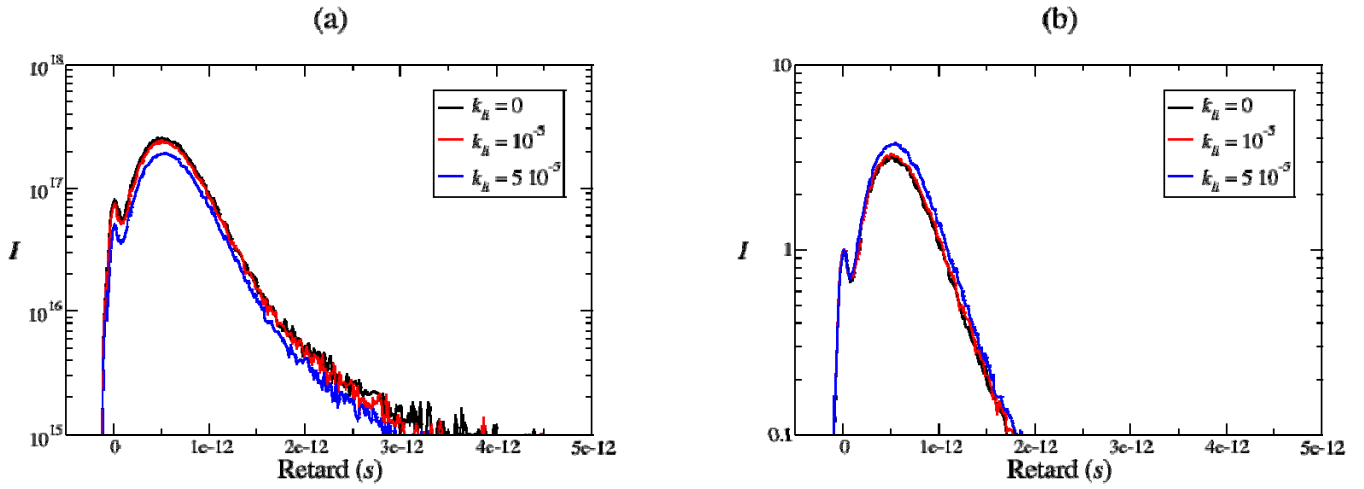 (a)
10^18
10^17
10^16
10^15
I
k_li = 0
k_li = 10^-5
k_li = 5 10^-5
0
1e-12
2e-12
3e-12
4e-12
5e-12
Retard (s)
(b)
10
1
0.1
I
k_li = 0
k_li = 10^-5
k_li = 5 10^-5
0
1e-12
2e-12
3e-12
4e-12
5e-12
Retard (s)